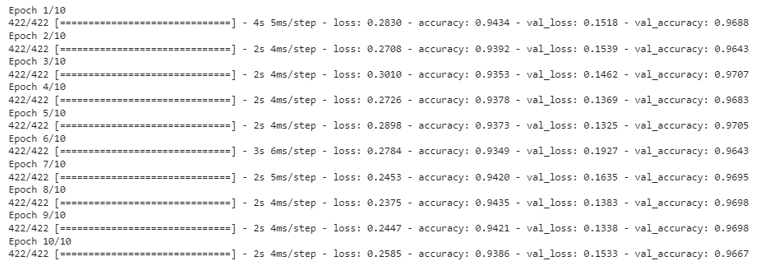 Epoch 1/10
422/422 [==============================] - 4s 5ms/step - loss: 0.2830 - accuracy: 0.9434 - val_loss: 0.1518 - val_accuracy: 0.9688
Epoch 2/10
422/422 [==============================] - 2s 4ms/step - loss: 0.2708 - accuracy: 0.9392 - val_loss: 0.1539 - val_accuracy: 0.9643
Epoch 3/10
422/422 [==============================] - 2s 4ms/step - loss: 0.3010 - accuracy: 0.9353 - val_loss: 0.1462 - val_accuracy: 0.9707
Epoch 4/10
422/422 [==============================] - 2s 4ms/step - loss: 0.2726 - accuracy: 0.9378 - val_loss: 0.1369 - val_accuracy: 0.9683
Epoch 5/10
422/422 [==============================] - 2s 4ms/step - loss: 0.2898 - accuracy: 0.9373 - val_loss: 0.1325 - val_accuracy: 0.9705
Epoch 6/10
422/422 [==============================] - 3s 6ms/step - loss: 0.2784 - accuracy: 0.9349 - val_loss: 0.1927 - val_accuracy: 0.9643
Epoch 7/10
422/422 [==============================] - 2s 5ms/step - loss: 0.2453 - accuracy: 0.9420 - val_loss: 0.1635 - val_accuracy: 0.9695
Epoch 8/10
422/422 [==============================] - 2s 4ms/step - loss: 0.2375 - accuracy: 0.9435 - val_loss: 0.1383 - val_accuracy: 0.9698
Epoch 9/10
422/422 [==============================] - 2s 4ms/step - loss: 0.2447 - accuracy: 0.9421 - val_loss: 0.1338 - val_accuracy: 0.9698
Epoch 10/10
422/422 [==============================] - 2s 4ms/step - loss: 0.2585 - accuracy: 0.9386 - val_loss: 0.1533 - val_accuracy: 0.9667